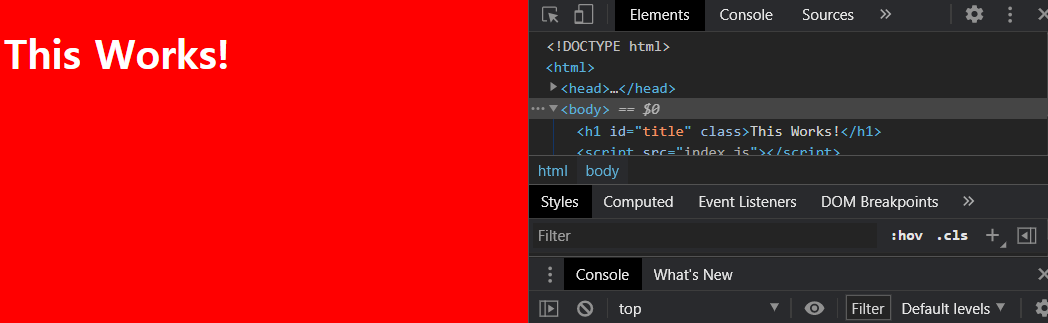 This Works!
Elements Console Sources
<!DOCTYPE html>
<html>
<head>…</head>
<body> == $0
<h1 id="title" class>This Works!</h1>
<script src="index.js"></script>
html body
Styles Computed Event Listeners DOM Breakpoints
Filter :hov .cls
Console What's New
top Filter Default levels